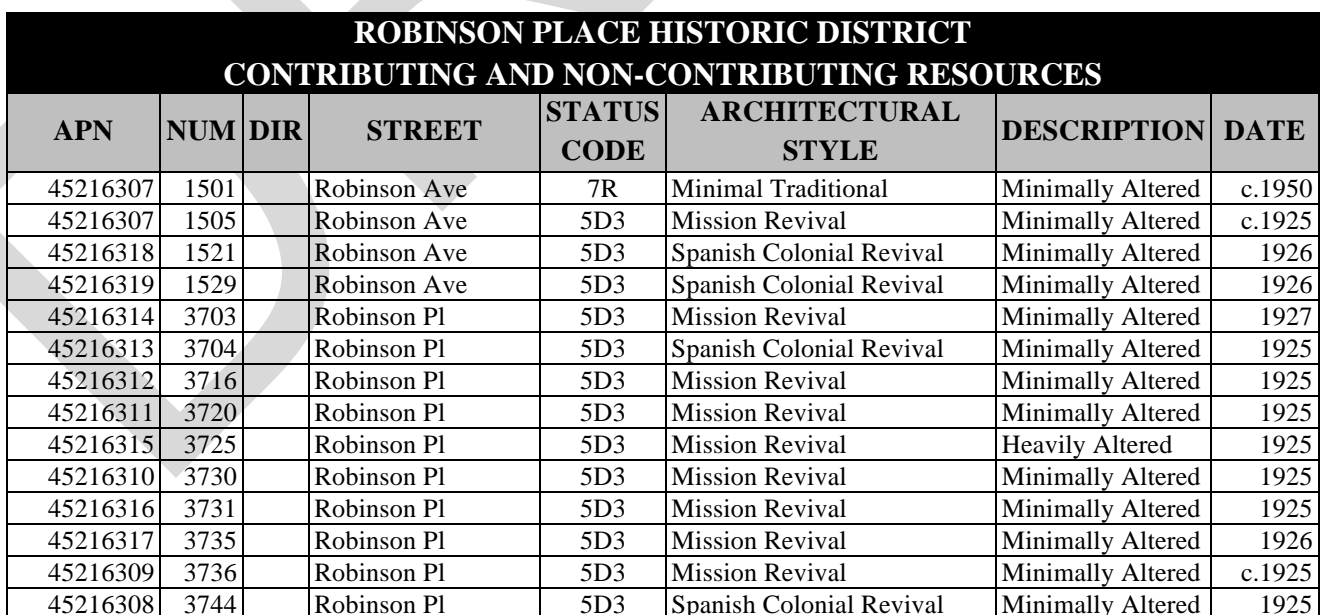 ROBINSON PLACE HISTORIC DISTRICT
CONTRIBUTING AND NON-CONTRIBUTING RESOURCES
APN NUM DIR STREET STATUS CODE ARCHITECTURAL STYLE DESCRIPTION DATE
45216307 1501 Robinson Ave 7R Minimal Traditional Minimally Altered c.1950
45216307 1505 Robinson Ave 5D3 Mission Revival Minimally Altered c.1925
45216318 1521 Robinson Ave 5D3 Spanish Colonial Revival Minimally Altered 1926
45216319 1529 Robinson Ave 5D3 Spanish Colonial Revival Minimally Altered 1926
45216314 3703 Robinson Pl 5D3 Mission Revival Minimally Altered 1927
45216313 3704 Robinson Pl 5D3 Spanish Colonial Revival Minimally Altered 1925
45216312 3716 Robinson Pl 5D3 Mission Revival Minimally Altered 1925
45216311 3720 Robinson Pl 5D3 Mission Revival Minimally Altered 1925
45216315 3725 Robinson Pl 5D3 Mission Revival Heavily Altered 1925
45216310 3730 Robinson Pl 5D3 Mission Revival Minimally Altered 1925
45216316 3731 Robinson Pl 5D3 Mission Revival Minimally Altered 1925
45216317 3735 Robinson Pl 5D3 Mission Revival Minimally Altered 1926
45216309 3736 Robinson Pl 5D3 Mission Revival Minimally Altered c.1925
45216308 3744 Robinson Pl 5D3 Spanish Colonial Revival Minimally Altered 1925